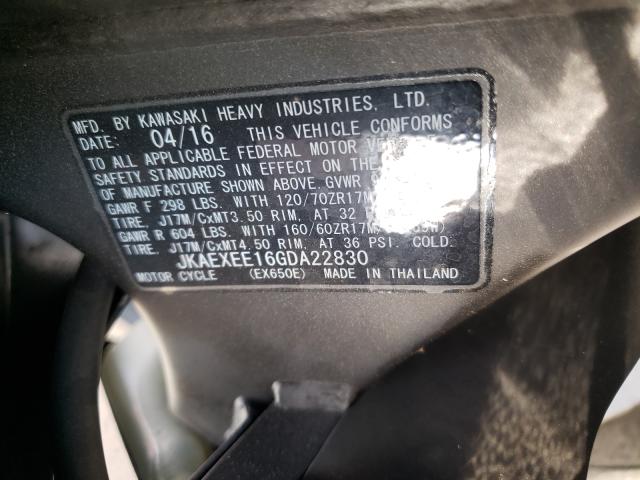 MFD. BY KAWASAKI HEAVY INDUSTRIES. LTD.
DATE: 04/16 THIS VEHICLE CONFORMS
TO ALL APPLICABLE FEDERAL MOTOR
SAFETY STANDARDS IN EFFECT ON THE
OF MANUFACTURE SHOWN ABOVE. GVWR
GAWR F 298 LBS. WITH 120/70ZR17M
TIRE. J17M/CxMT3.50 RIM. AT 32
GAWR R 604 LBS. WITH 160/60ZR17M
TIRE. J17M/CxMT4.50 RIM. AT 36 PSI. COLD.
JKAEXEE16GDA22830
MOTOR CYCLE (EX650E) MADE IN THAILAND